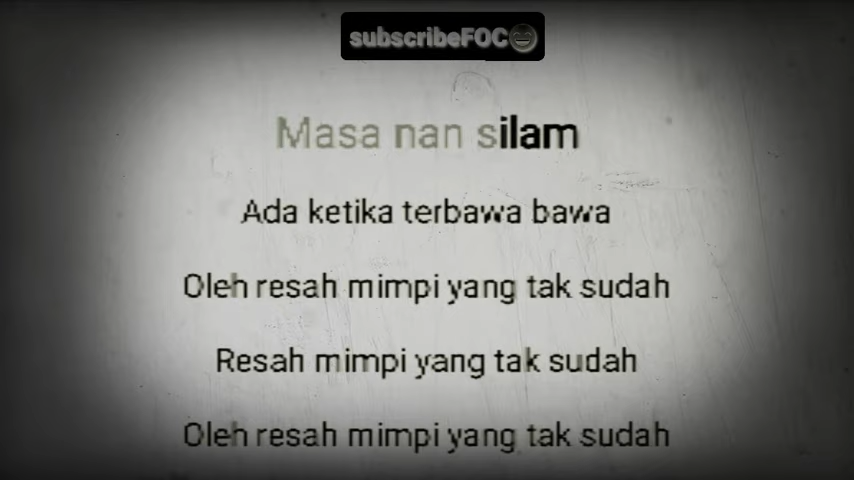 subscribeFOC😄
Masa nan silam
Ada ketika terbawa bawa
Oleh resah mimpi yang tak sudah
Resah mimpi yang tak sudah
Oleh resah mimpi yang tak sudah